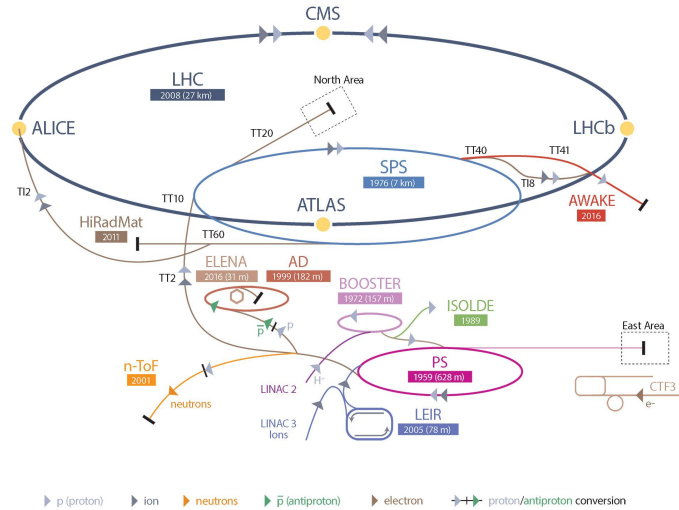 CMS
LHC
2008 (27 km)
North Area
ALICE
LHCb
TT20
TT40
TT41
SPS
1976 (7 km)
TI2
TT10
TI8
ATLAS
AWAKE
2016
HiRadMat
2011
TT60
ELENA
2016 (31 m)
AD
1999 (182 m)
TT2
BOOSTER
1972 (157 m)
ISOLDE
1989
p
p̅
East Area
n-ToF
2001
PS
1959 (628 m)
H⁻
LINAC 2
neutrons
CTF3
e-
LINAC 3
Ions
LEIR
2005 (78 m)
p (proton)
ion
neutrons
p̅ (antiproton)
electron
proton/antiproton conversion